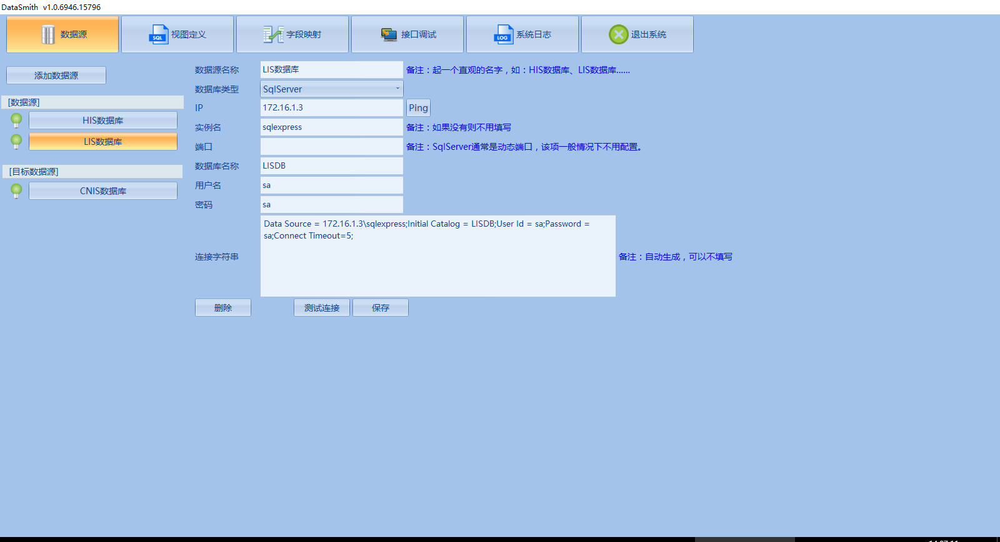 DataSmith v1.0.6946.15796
数据源
SQL 视图定义
字段映射
接口调试
LOG 系统日志
退出系统
添加数据源
[数据源]
HIS数据库
LIS数据库
[目标数据源]
CNIS数据库
数据源名称 LIS数据库 备注：起一个直观的名字，如：HIS数据库、LIS数据库......
数据库类型 SqlServer
IP 172.16.1.3 Ping
实例名 sqlexpress 备注：如果没有则不用填写
端口 备注：SqlServer通常是动态端口，该项一般情况下不用配置。
数据库名称 LISDB
用户名 sa
密码 sa
Data Source = 172.16.1.3\sqlexpress;Initial Catalog = LISDB;User Id = sa;Password =
sa;Connect Timeout=5;
连接字符串 备注：自动生成，可以不填写
删除 测试连接 保存